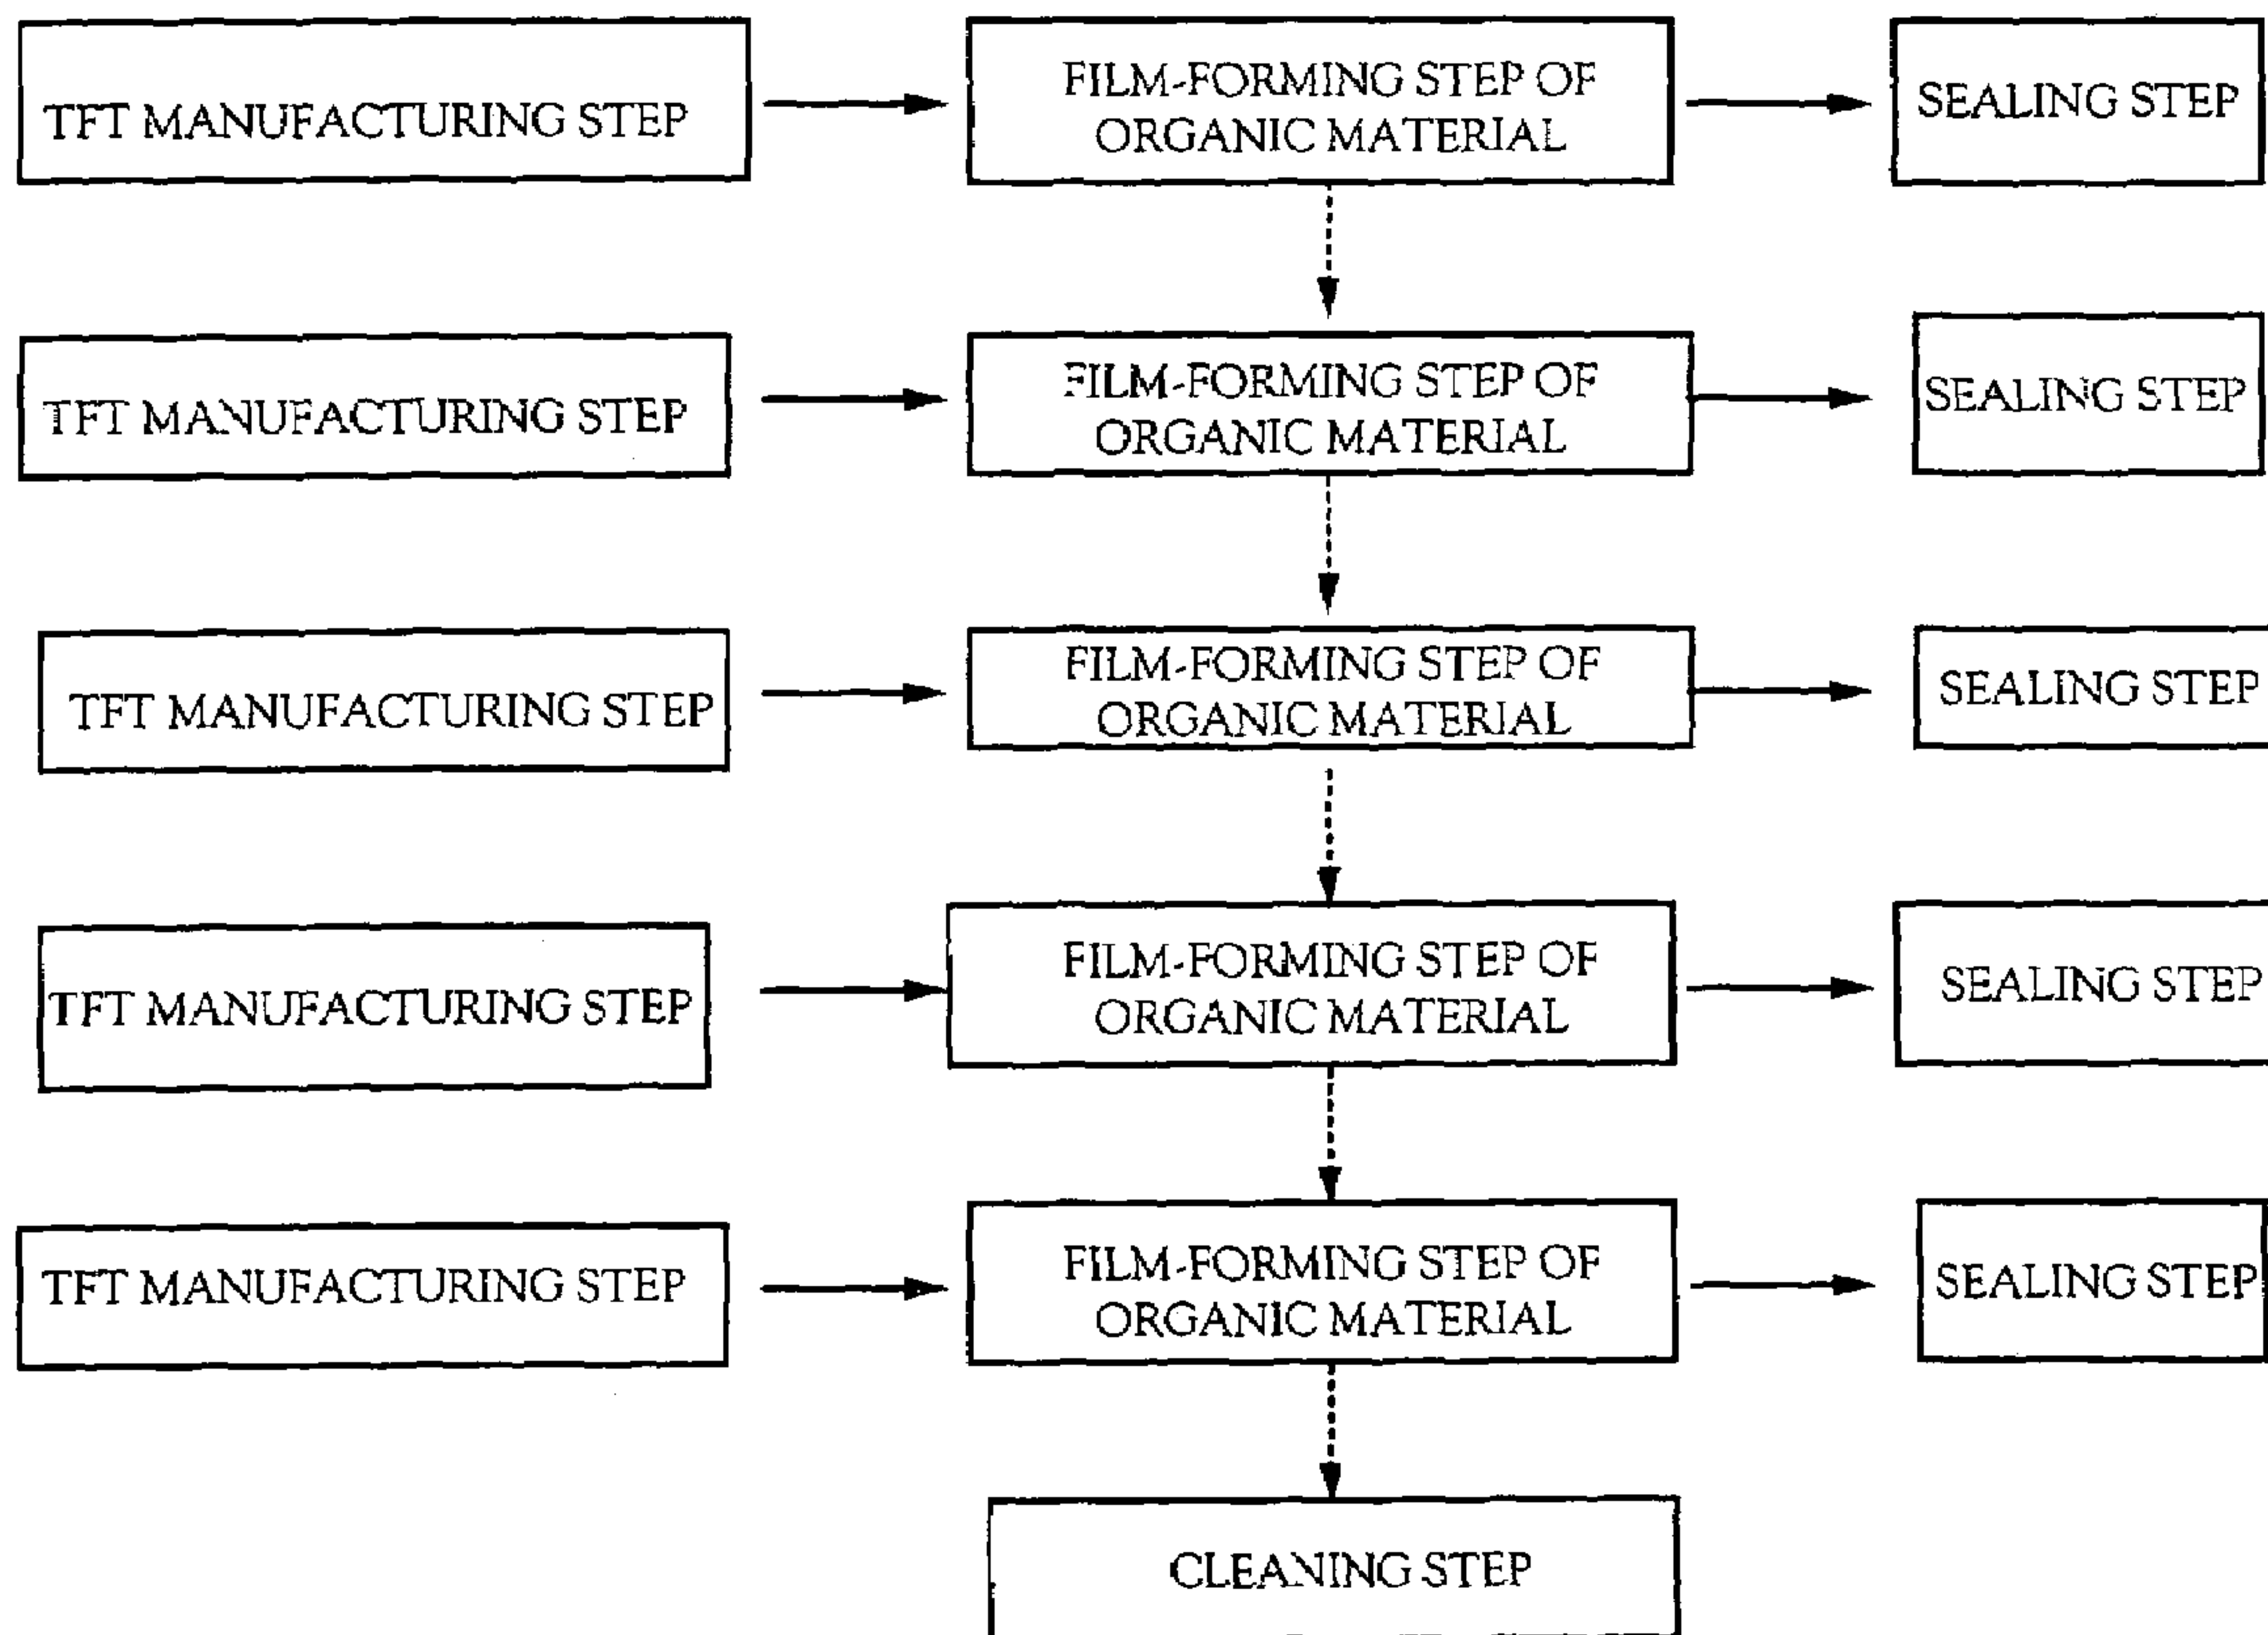 TFT MANUFACTURING STEP
FILM-FORMING STEP OF
ORGANIC MATERIAL
SEALING STEP
TFT MANUFACTURING STEP
FILM-FORMING STEP OF
ORGANIC MATERIAL
SEALING STEP
TFT MANUFACTURING STEP
FILM-FORMING STEP OF
ORGANIC MATERIAL
SEALING STEP
TFT MANUFACTURING STEP
FILM-FORMING STEP OF
ORGANIC MATERIAL
SEALING STEP
TFT MANUFACTURING STEP
FILM-FORMING STEP OF
ORGANIC MATERIAL
SEALING STEP
CLEANING STEP